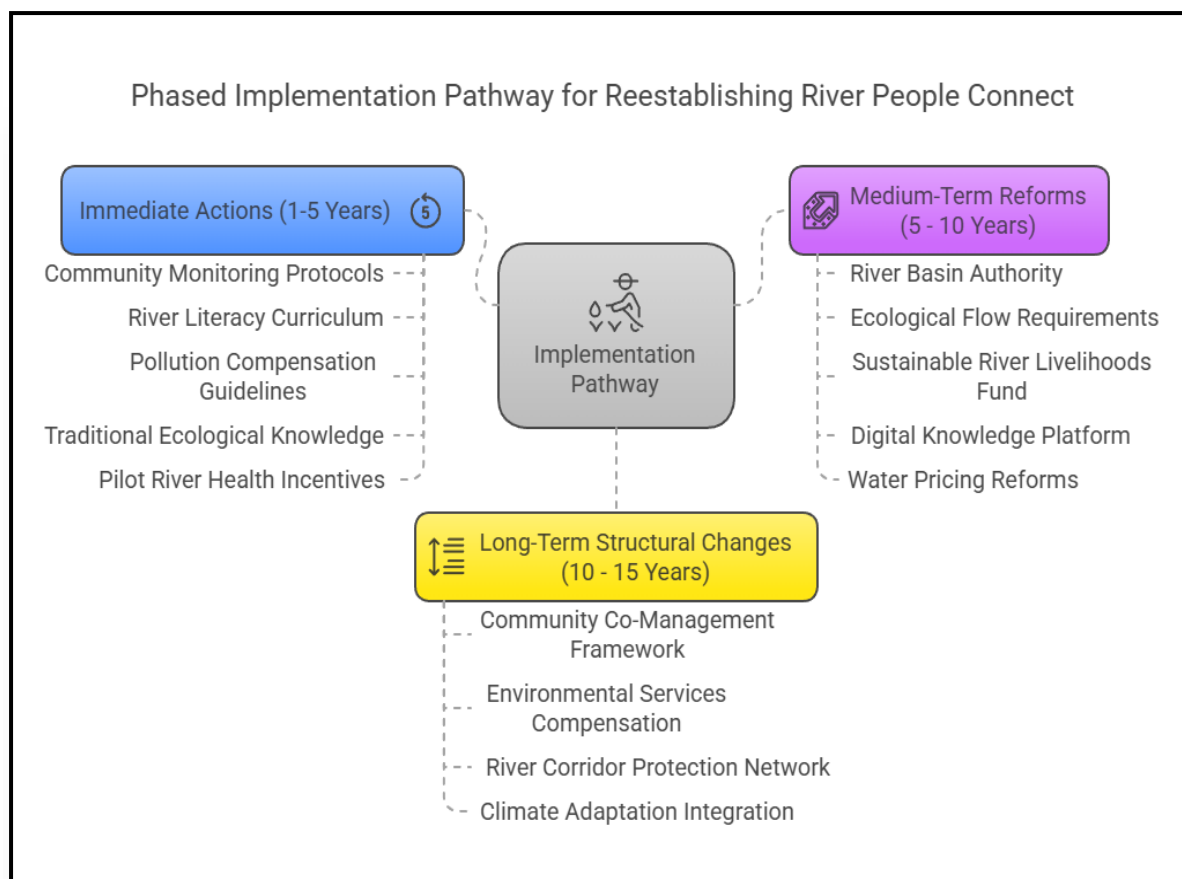 Phased Implementation Pathway for Reestablishing River People Connect
Immediate Actions (1-5 Years)
5
Community Monitoring Protocols
River Literacy Curriculum
Pollution Compensation
Guidelines
Traditional Ecological Knowledge
Pilot River Health Incentives
Implementation
Pathway
Medium-Term Reforms
(5 - 10 Years)
River Basin Authority
Ecological Flow Requirements
Sustainable River Livelihoods
Fund
Digital Knowledge Platform
Water Pricing Reforms
Long-Term Structural Changes
(10 - 15 Years)
Community Co-Management
Framework
Environmental Services
Compensation
River Corridor Protection Network
Climate Adaptation Integration